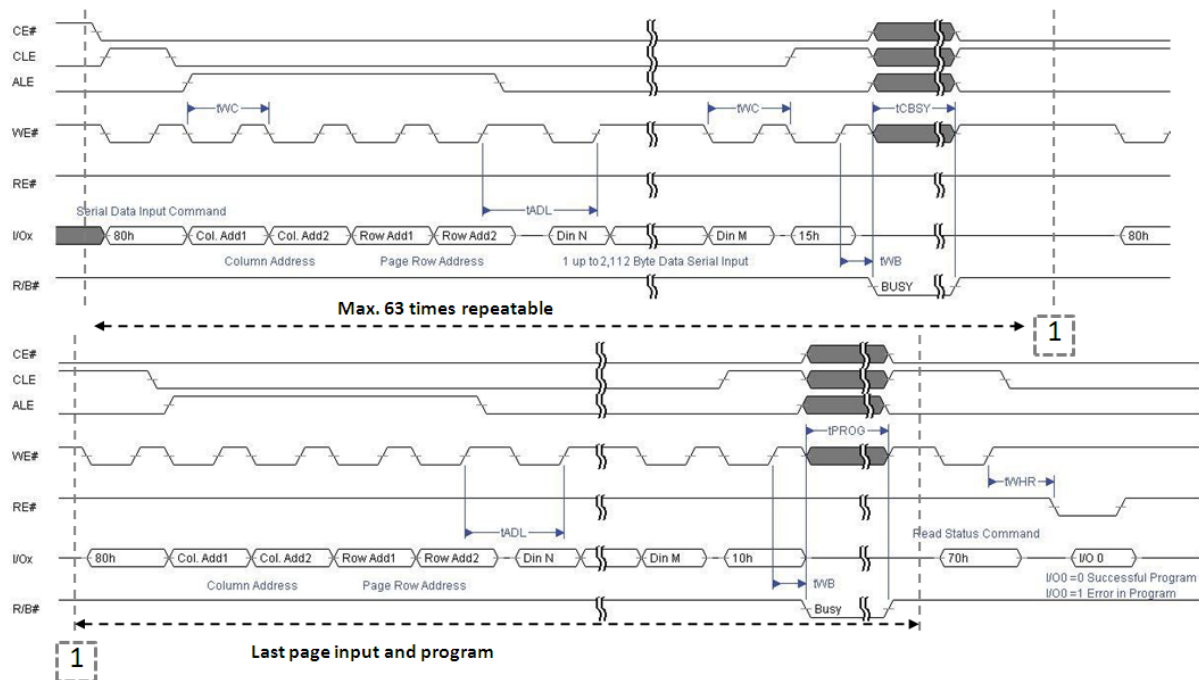 CE#
CLE
ALE
tWC tWC tCBSY
WE#
RE#
tADL
Serial Data Input Command
I/Ox 80h Col. Add1 Col. Add2 Row Add1 Row Add2 Din N Din M 15h 80h
Column Address Page Row Address 1 up to 2,112 Byte Data Serial Input tWB
R/B# BUSY
Max. 63 times repeatable
1
CE#
CLE
ALE
tPROG
WE#
tWHR
RE#
tADL
Read Status Command
I/Ox 80h Col. Add1 Col. Add2 Row Add1 Row Add2 Din N Din M 10h 70h I/O 0
Column Address Page Row Address tWB
I/O0 =0 Successful Program
I/O0 =1 Error in Program
R/B# Busy
1
Last page input and program